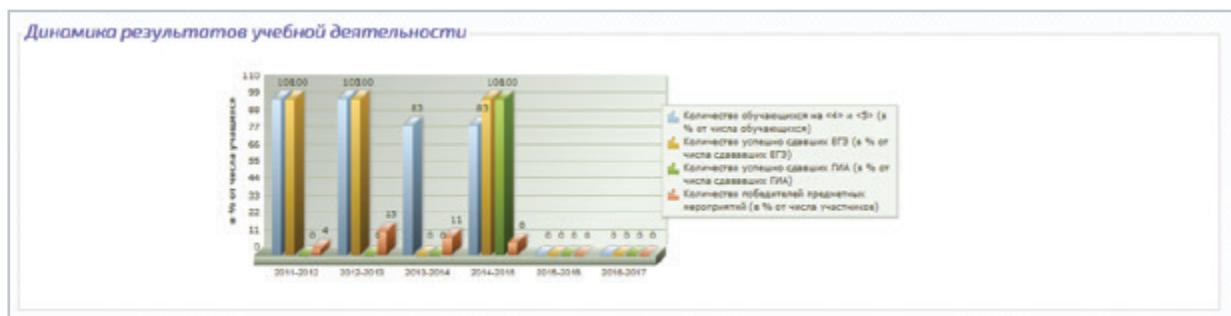 Динамика результатов учебной деятельности
в % от числа учащихся
110
99
88
77
66
55
44
33
22
11
0
100 100 0 4
100 100 0
83 0 0 11
83 100 100
0 0 0 0
0 0 0 0
2011-2012 2012-2013 2013-2014 2014-2015 2015-2016 2016-2017
Количество обучающихся на «4» и «5» (в
% от числа обучающихся)
Количество успешно сдавших ЕГЭ (в % от
числа сдававших ЕГЭ)
Количество успешно сдавших ГИА (в % от
числа сдававших ГИА)
Количество победителей предметных
мероприятий (в % от числа участников)